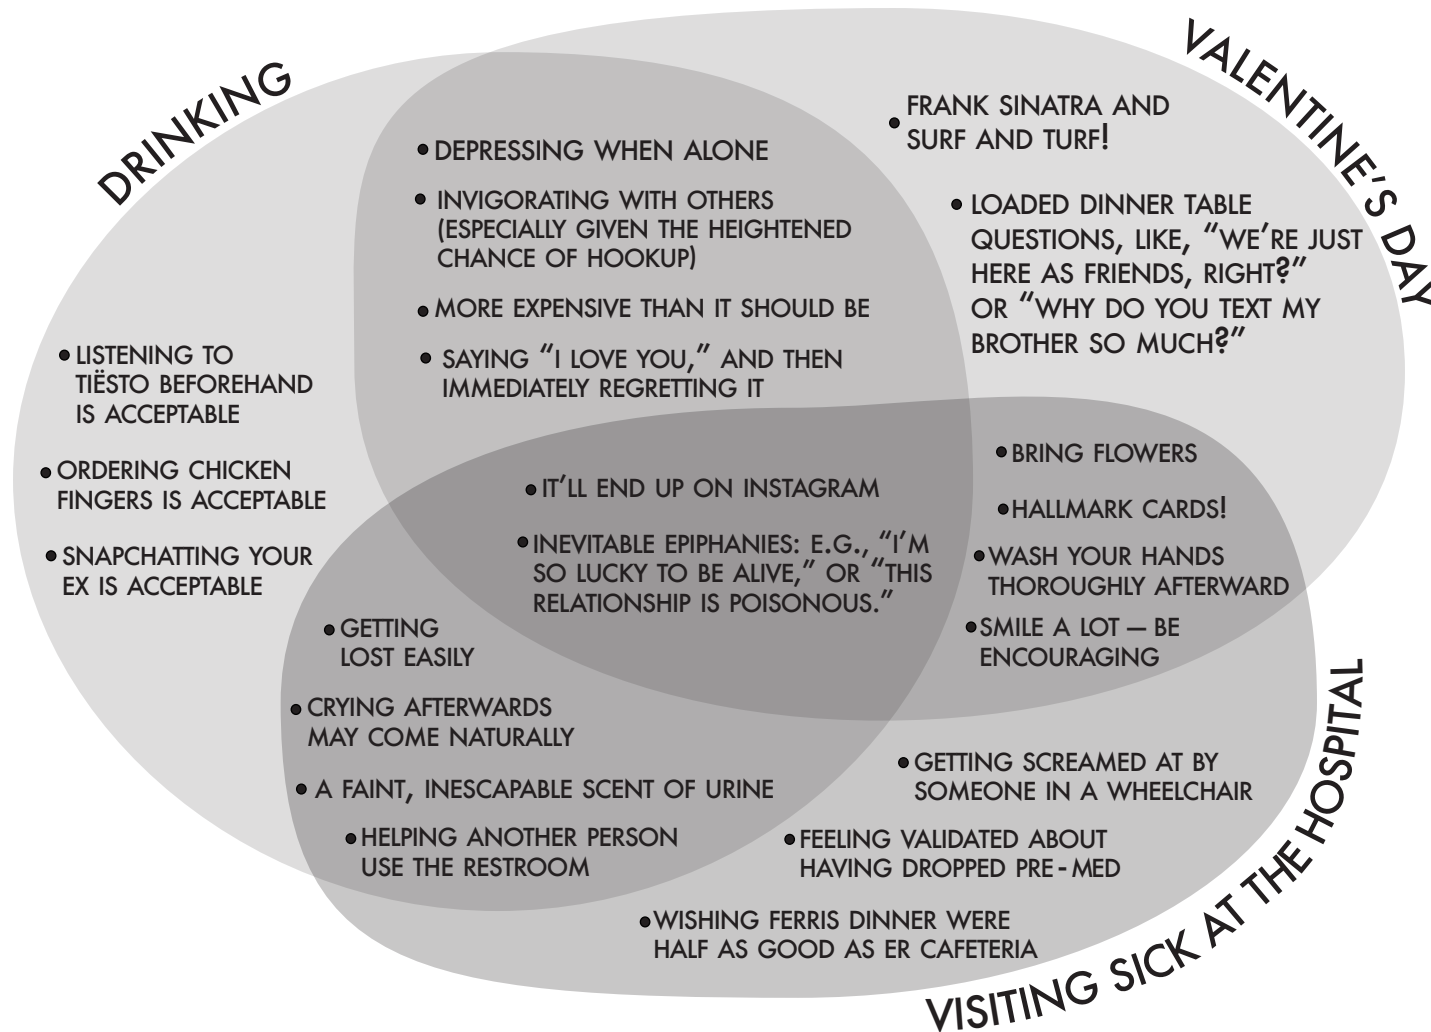 DRINKING
VALENTINE'S DAY
FRANK SINATRA AND
SURF AND TURF!
LOADED DINNER TABLE
QUESTIONS, LIKE, "WE'RE JUST
HERE AS FRIENDS, RIGHT?"
OR "WHY DO YOU TEXT MY
BROTHER SO MUCH?"
DEPRESSING WHEN ALONE
INVIGORATING WITH OTHERS
(ESPECIALLY GIVEN THE HEIGHTENED
CHANCE OF HOOKUP)
MORE EXPENSIVE THAN IT SHOULD BE
SAYING "I LOVE YOU," AND THEN
IMMEDIATELY REGRETTING IT
LISTENING TO
TIËSTO BEFOREHAND
IS ACCEPTABLE
ORDERING CHICKEN
FINGERS IS ACCEPTABLE
SNAPCHATTING YOUR
EX IS ACCEPTABLE
IT'LL END UP ON INSTAGRAM
INEVITABLE EPIPHANIES: E.G., "I'M
SO LUCKY TO BE ALIVE," OR "THIS
RELATIONSHIP IS POISONOUS."
BRING FLOWERS
HALLMARK CARDS!
WASH YOUR HANDS
THOROUGHLY AFTERWARD
SMILE A LOT — BE
ENCOURAGING
GETTING
LOST EASILY
CRYING AFTERWARDS
MAY COME NATURALLY
A FAINT, INESCAPABLE SCENT OF URINE
HELPING ANOTHER PERSON
USE THE RESTROOM
GETTING SCREAMED AT BY
SOMEONE IN A WHEELCHAIR
FEELING VALIDATED ABOUT
HAVING DROPPED PRE-MED
WISHING FERRIS DINNER WERE
HALF AS GOOD AS ER CAFETERIA
VISITING SICK AT THE HOSPITAL